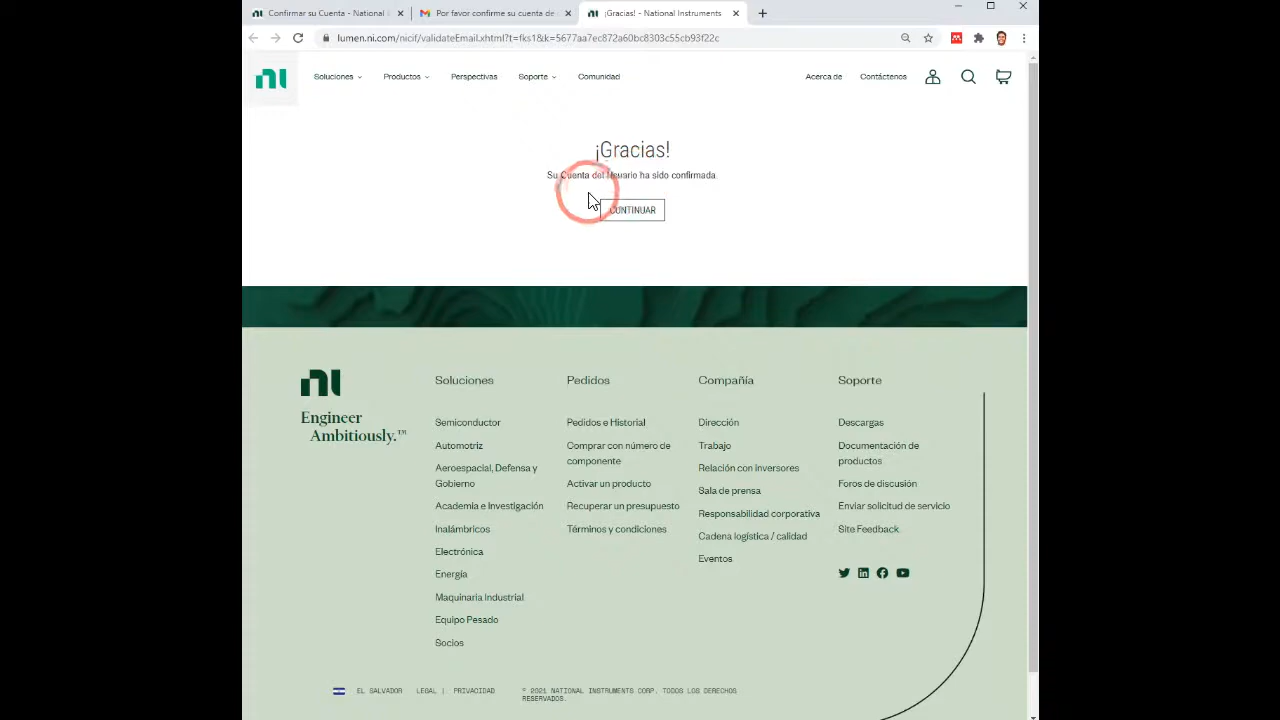 Confirmar su Cuenta - National I
Por favor confirme su cuenta de
¡Gracias! - National Instruments
lumen.ni.com/nicif/validateEmail.xhtml?t=fks1&k=5677aa7ec872a60bc8303c55cb93f22c
ni
Soluciones
Productos
Perspectivas
Soporte
Comunidad
Acerca de
Contáctenos
¡Gracias!
Su Cuenta del Usuario ha sido confirmada.
CONTINUAR
ni
Engineer
Ambitiously.™
Soluciones
Semiconductor
Automotriz
Aeroespacial, Defensa y
Gobierno
Academia e Investigación
Inalámbricos
Electrónica
Energía
Maquinaria Industrial
Equipo Pesado
Socios
Pedidos
Pedidos e Historial
Comprar con número de
componente
Activar un producto
Recuperar un presupuesto
Términos y condiciones
Compañía
Dirección
Trabajo
Relación con inversores
Sala de prensa
Responsabilidad corporativa
Cadena logística / calidad
Eventos
Soporte
Descargas
Documentación de
productos
Foros de discusión
Enviar solicitud de servicio
Site Feedback
EL SALVADOR
LEGAL |
PRIVACIDAD
© 2021 NATIONAL INSTRUMENTS CORP. TODOS LOS DERECHOS
RESERVADOS.